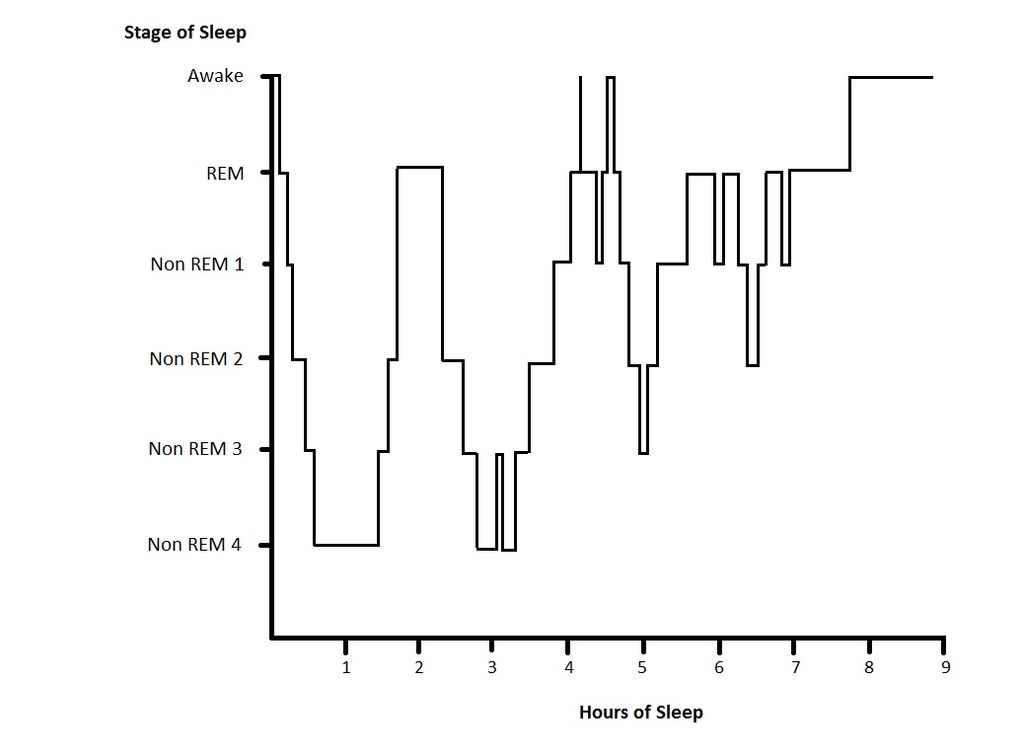 Stage of Sleep
Awake
REM
Non REM 1
Non REM 2
Non REM 3
Non REM 4
1 2 3 4 5 6 7 8 9
Hours of Sleep